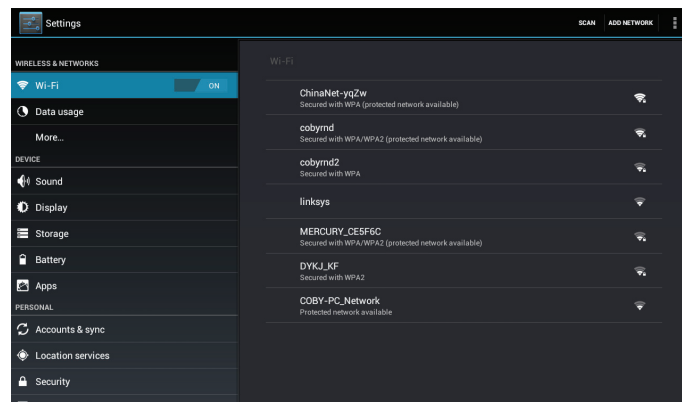 Settings
SCAN
ADD NETWORK
WIRELESS & NETWORKS
Wi-Fi
ON
Data usage
More...
DEVICE
Sound
Display
Storage
Battery
Apps
PERSONAL
Accounts & sync
Location services
Security
Wi-Fi
ChinaNet-yqZw
Secured with WPA (protected network available)
cobyrnd
Secured with WPA/WPA2 (protected network available)
cobyrnd2
Secured with WPA
linksys
MERCURY_CE5F6C
Secured with WPA/WPA2 (protected network available)
DYKJ_KF
Secured with WPA2
COBY-PC_Network
Protected network available